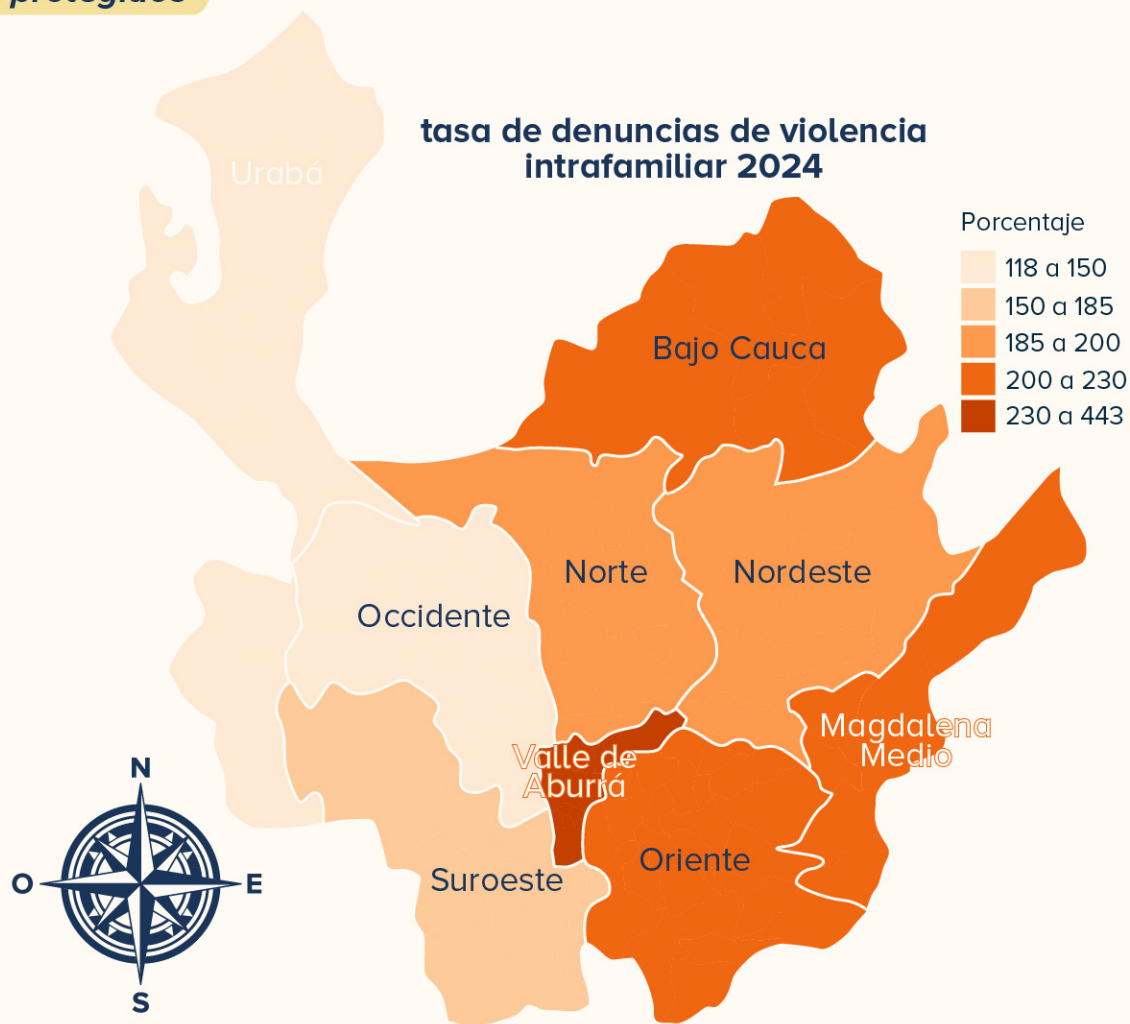 protegidos
tasa de denuncias de violencia
intrafamiliar 2024
Urabá
Porcentaje
118 a 150
150 a 185
185 a 200
200 a 230
230 a 443
Bajo Cauca
Norte
Nordeste
Occidente
Magdalena
Medio
Valle de
Aburrá
Oriente
Suroeste
N
O
E
S